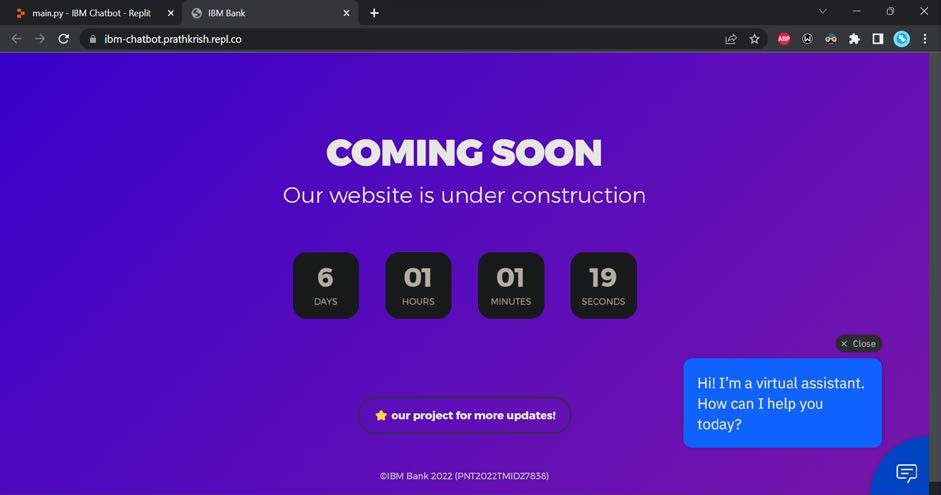 main.py - IBM Chatbot - Replit
IBM Bank
ibm-chatbot.prathkrish.repl.co
ABP
COMING SOON
Our website is under construction
6 01 01 19
DAYS HOURS MINUTES SECONDS
Close
Hi! I'm a virtual assistant.
How can I help you
today?
our project for more updates!
©IBM Bank 2022 (PNT2022TMID27838)